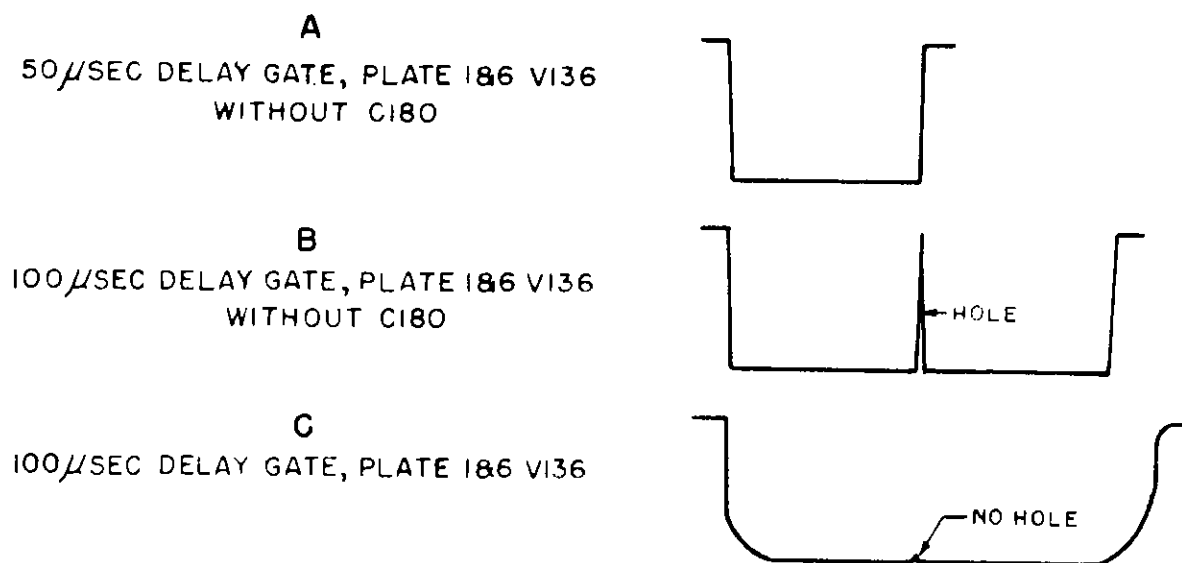 A
50μSEC DELAY GATE, PLATE 1&6 V136
WITHOUT C180
B
100μSEC DELAY GATE, PLATE 1&6 V136
WITHOUT C180
HOLE
C
100μSEC DELAY GATE, PLATE 1&6 V136
NO HOLE